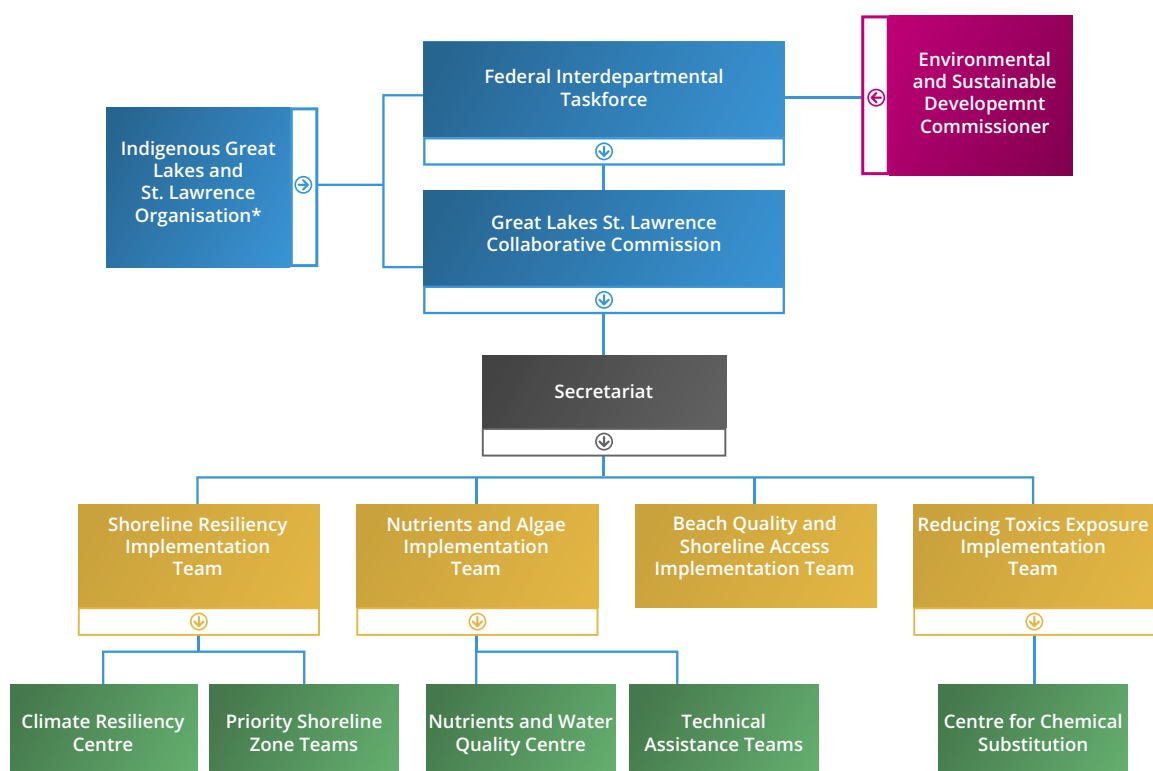 Federal Interdepartmental
Taskforce
Environmental
and Sustainable
Developemnt
Commissioner
Indigenous Great
Lakes and
St. Lawrence
Organisation*
Great Lakes St. Lawrence
Collaborative Commission
Secretariat
Shoreline Resiliency
Implementation
Team
Nutrients and Algae
Implementation
Team
Beach Quality and
Shoreline Access
Implementation Team
Reducing Toxics Exposure
Implementation
Team
Climate Resiliency
Centre
Priority Shoreline
Zone Teams
Nutrients and Water
Quality Centre
Technical
Assistance Teams
Centre for Chemical
Substitution